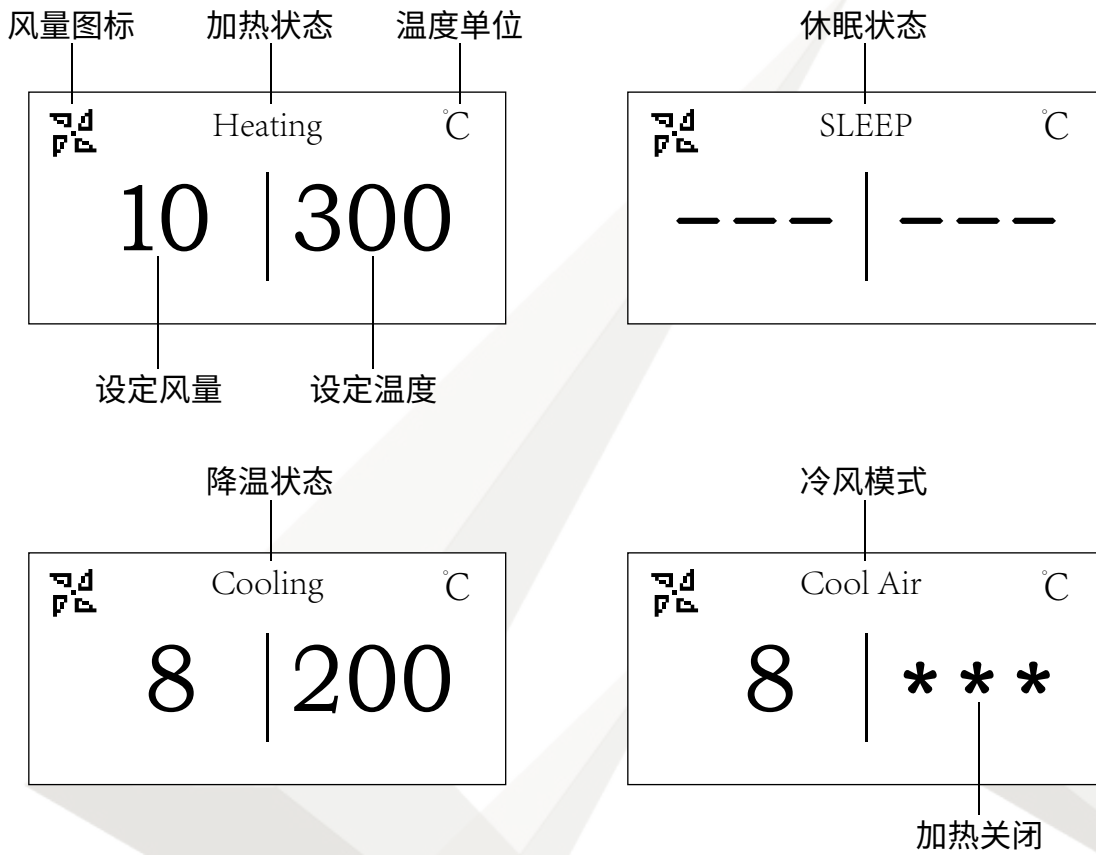 风量图标 加热状态 温度单位
Heating ℃
10 300
设定风量 设定温度
休眠状态
SLEEP ℃
--- ---
降温状态
Cooling ℃
8 200
冷风模式
Cool Air ℃
8 ***
加热关闭